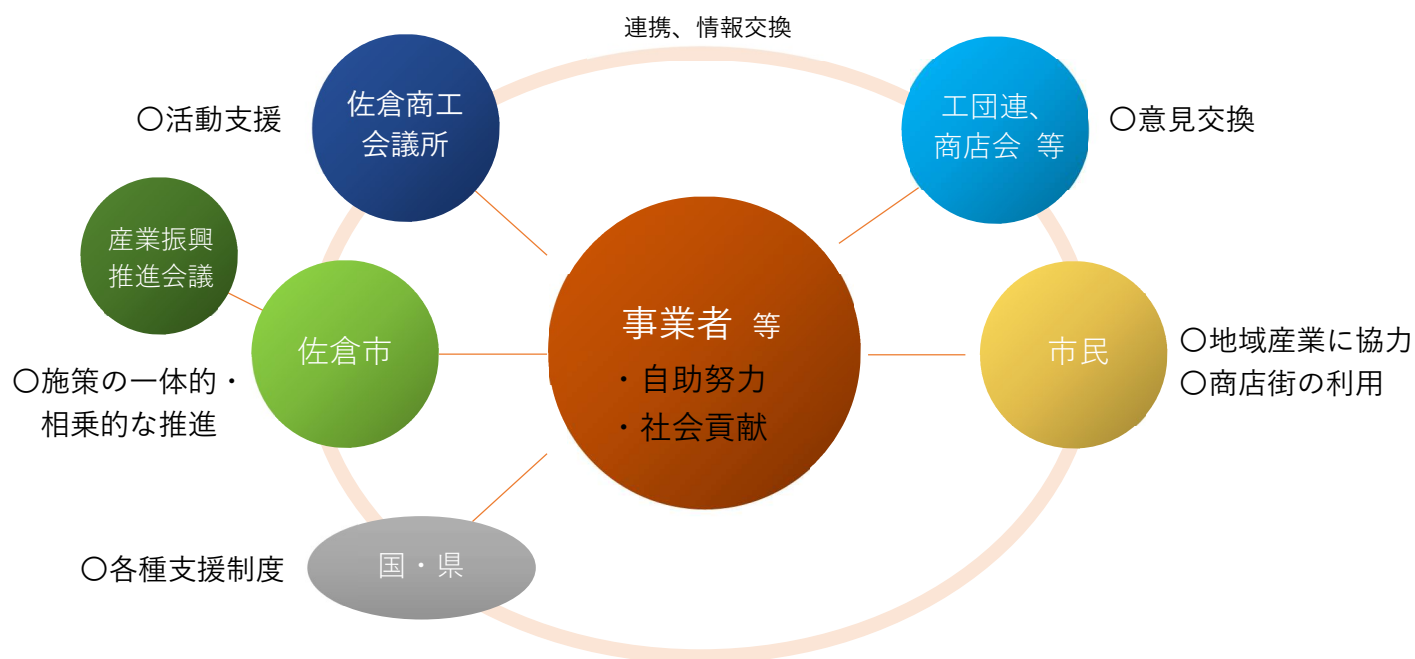 連携、情報交換
佐倉商工
会議所
〇活動支援
工団連、
商店会 等
〇意見交換
産業振興
推進会議
佐倉市
〇施策の一体的・
相乗的な推進
事業者 等
・自助努力
・社会貢献
市民
〇地域産業に協力
〇商店街の利用
国・県
〇各種支援制度